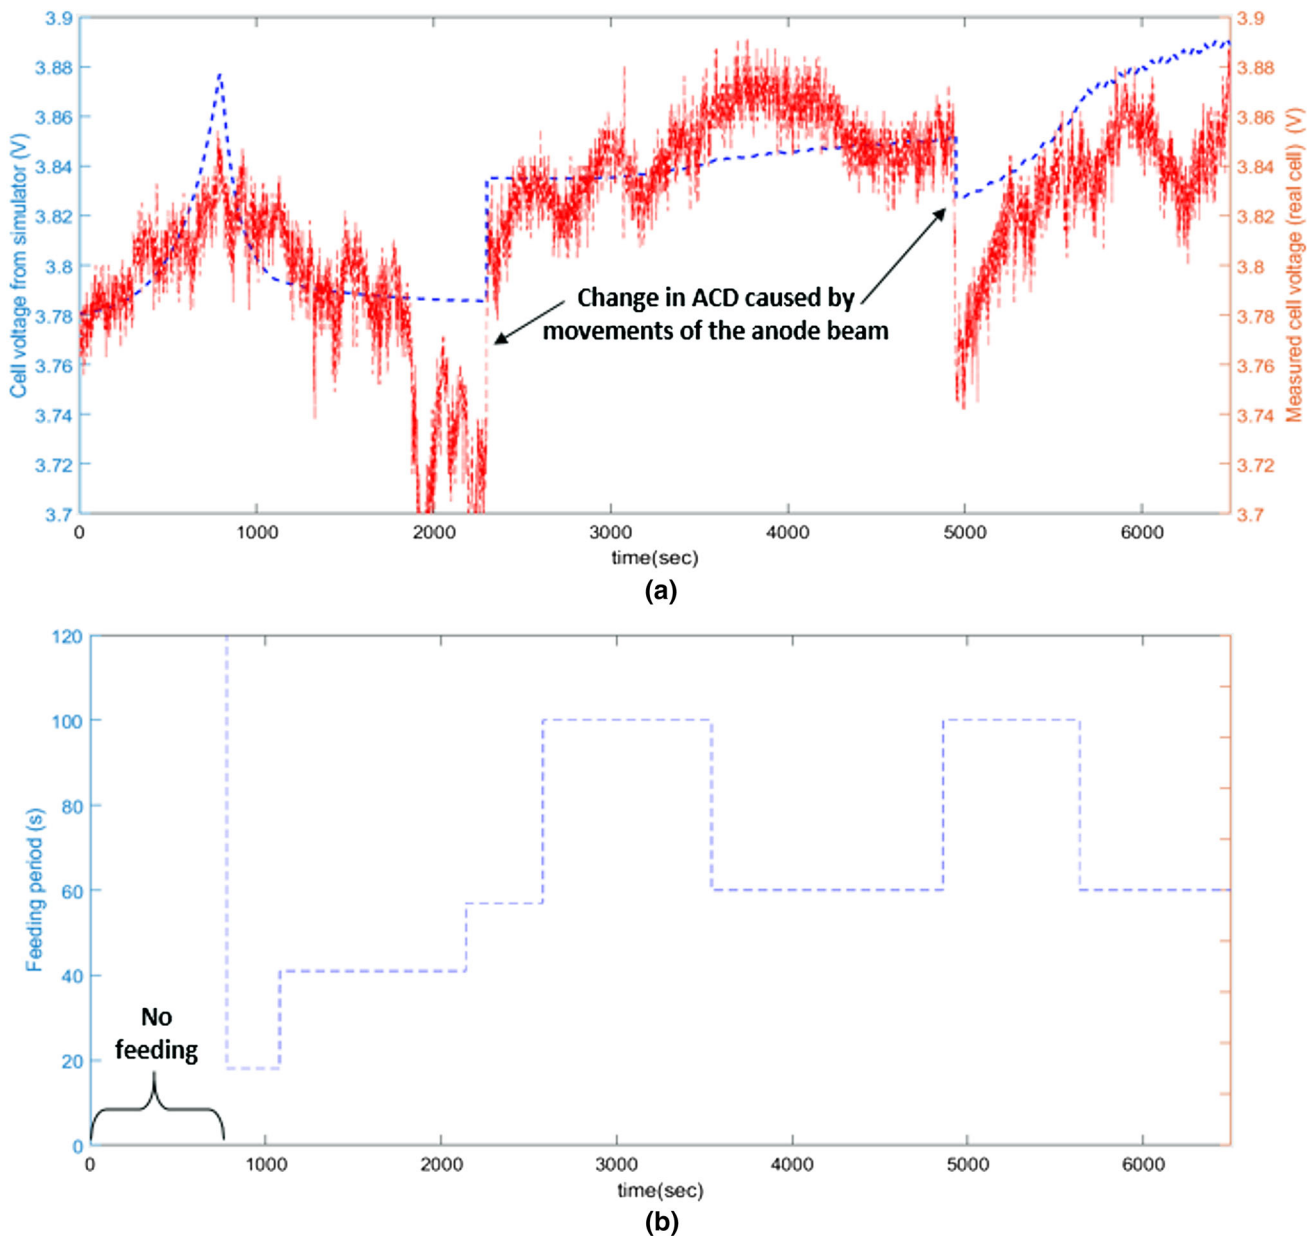 3.9
3.88
3.86
3.84
3.82
3.8
3.78
3.76
3.74
3.72
3.7
Cell voltage from simulator (V)
3.9
3.88
3.86
3.84
3.82
3.8
3.78
3.76
3.74
3.72
3.7
Measured cell voltage (real cell) (V)
Change in ACD caused by
movements of the anode beam
0 1000 2000 3000 4000 5000 6000
time(sec)
(a)
120
100
80
60
40
20
0
Feeding period (s)
No
feeding
0 1000 2000 3000 4000 5000 6000
time(sec)
(b)